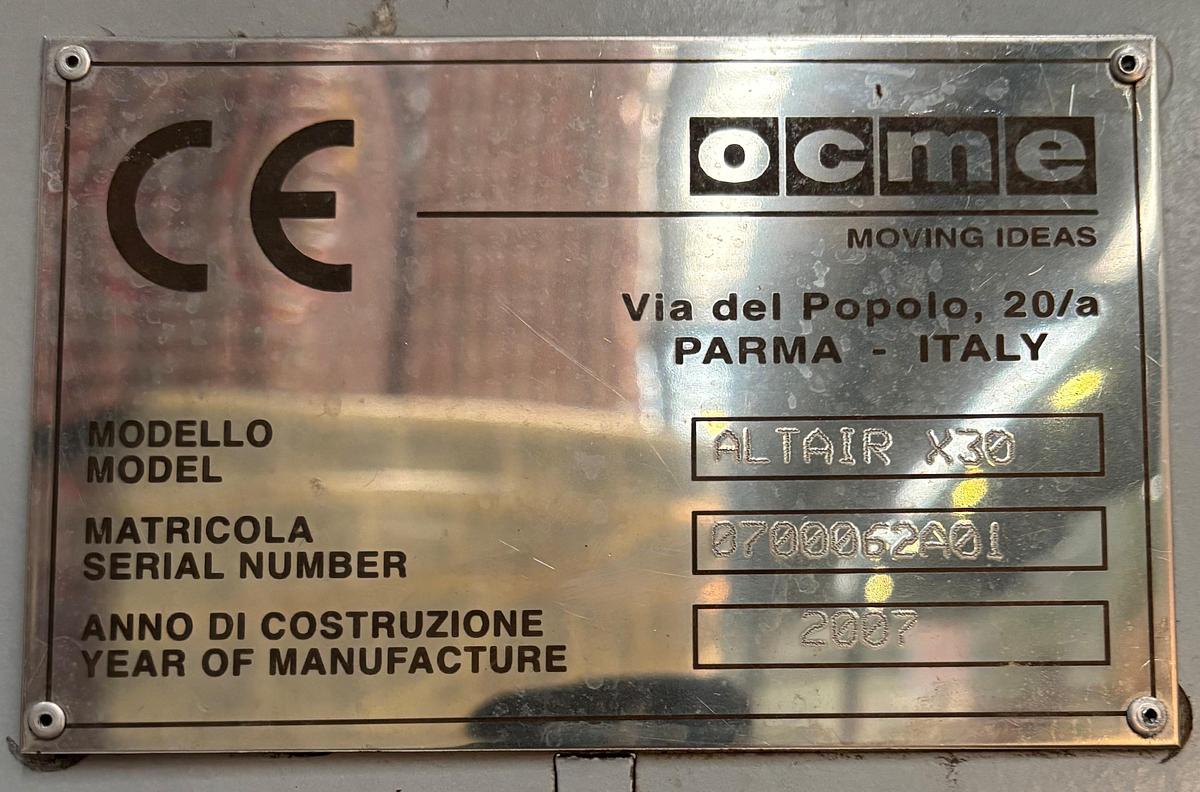 CE
ocme
MOVING IDEAS
Via del Popolo, 20/a
PARMA - ITALY
MODELLO
MODEL
ALTAIR X30
MATRICOLA
SERIAL NUMBER
0700062A01
ANNO DI COSTRUZIONE
YEAR OF MANUFACTURE
2007